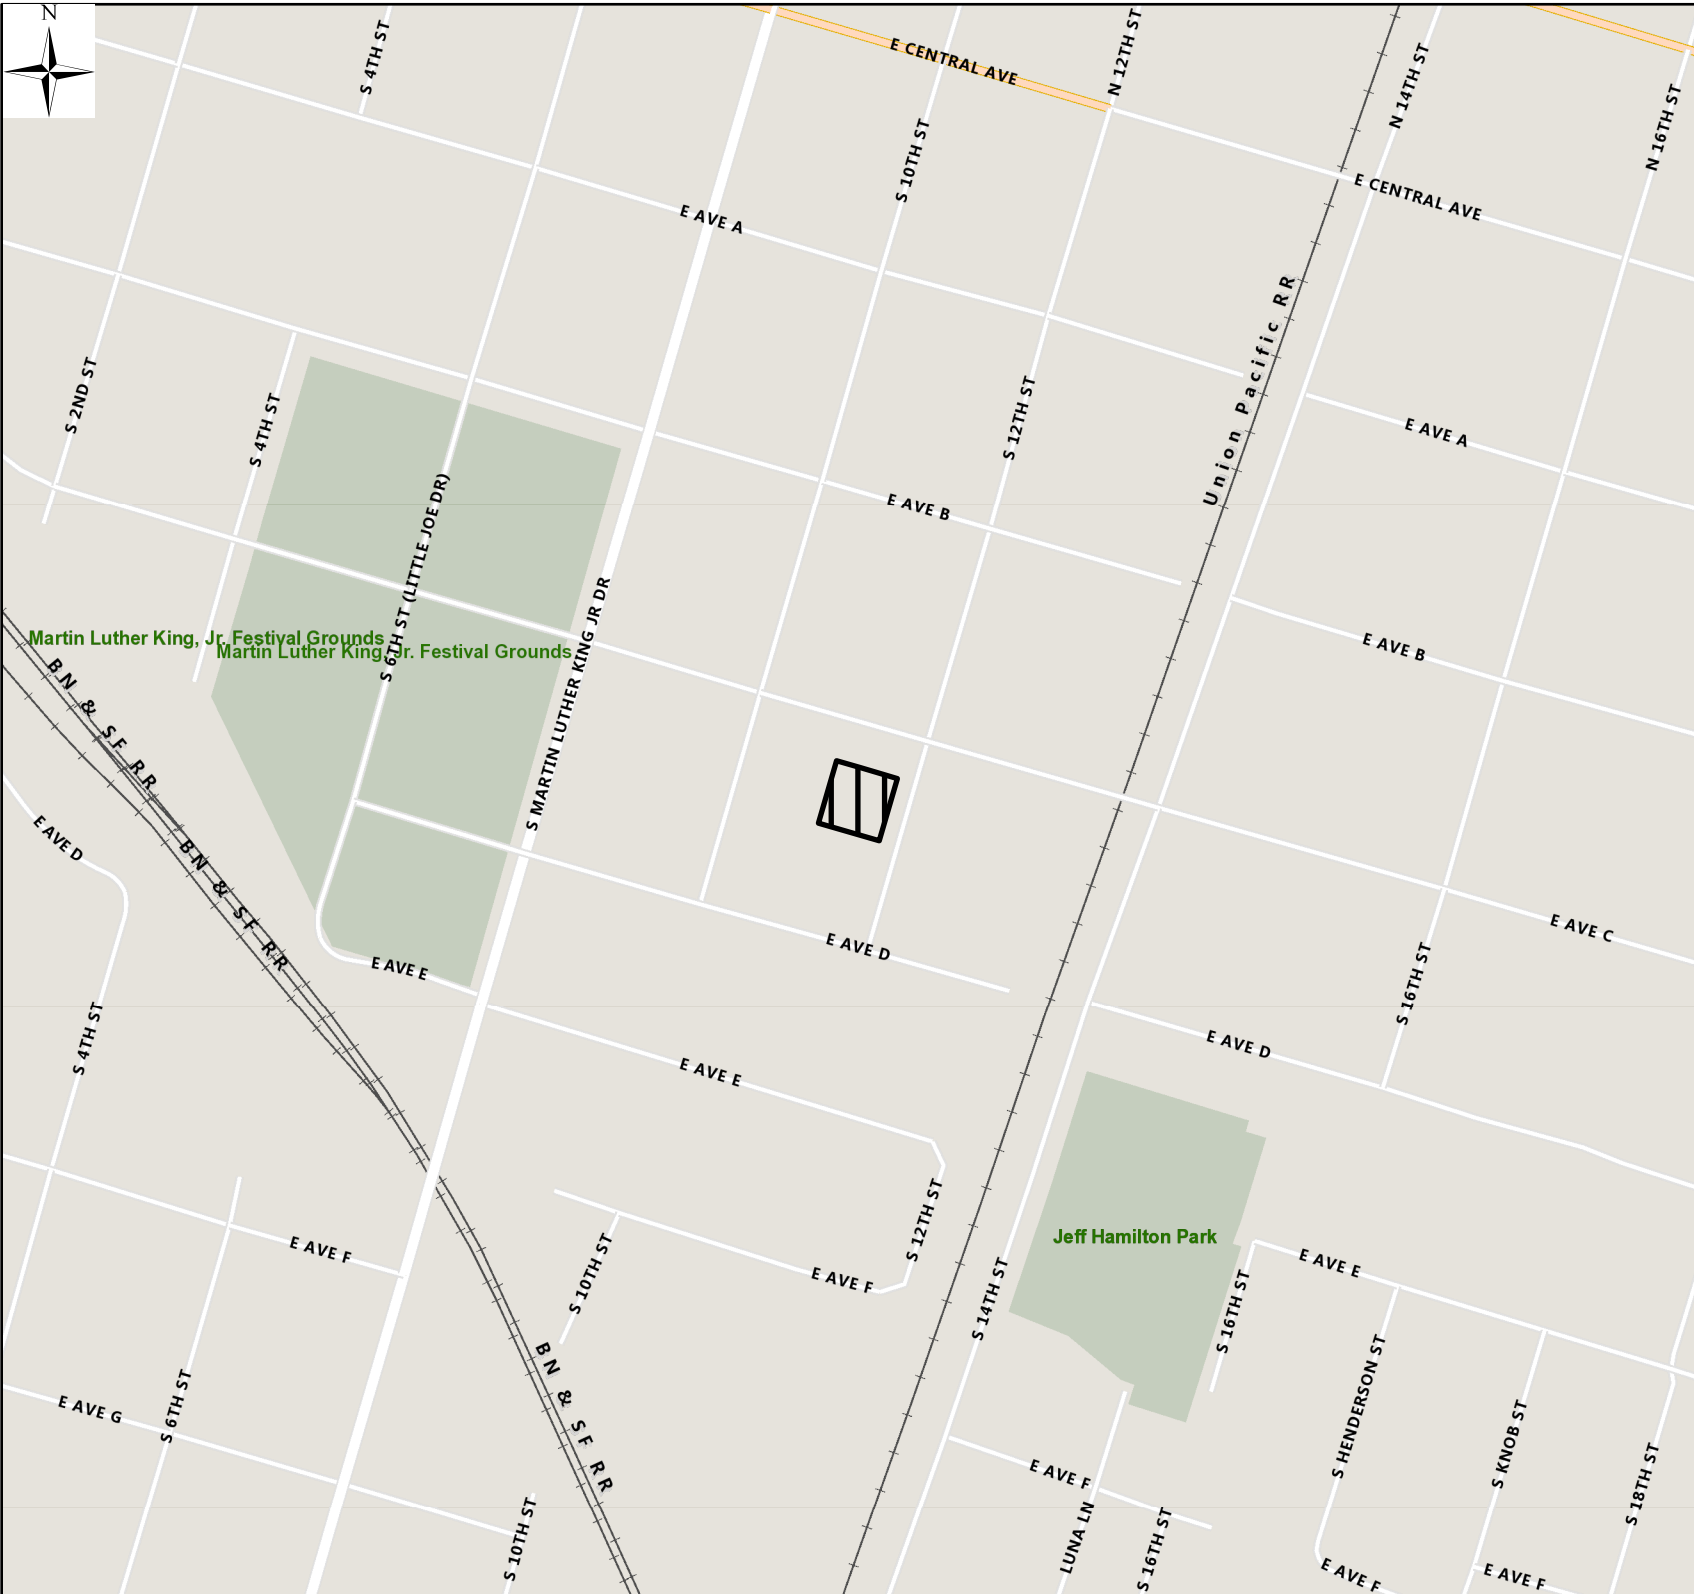 N
S 4TH ST
E CENTRAL AVE
N 12TH ST
N 14TH ST
N 16TH ST
S 10TH ST
E AVE A
E CENTRAL AVE
S 2ND ST
S 4TH ST
S 12TH ST
Union Pacific RR
E AVE A
E AVE B
S 6TH ST (LITTLE JOE DR)
S MARTIN LUTHER KING JR DR
Martin Luther King, Jr. Festival Grounds
Martin Luther King, Jr. Festival Grounds
E AVE B
BN & SF RR
E AVE D
BN & SF RR
E AVE E
E AVE D
E AVE C
S 16TH ST
S 4TH ST
E AVE E
E AVE D
S 12TH ST
Jeff Hamilton Park
E AVE F
S 10TH ST
E AVE F
S 14TH ST
E AVE E
S 16TH ST
S HENDERSON ST
BN & SF RR
E AVE G
S 6TH ST
S KNOB ST
S 18TH ST
E AVE F
S 10TH ST
LUNA LN
S 16TH ST
E AVE F
E AVE F